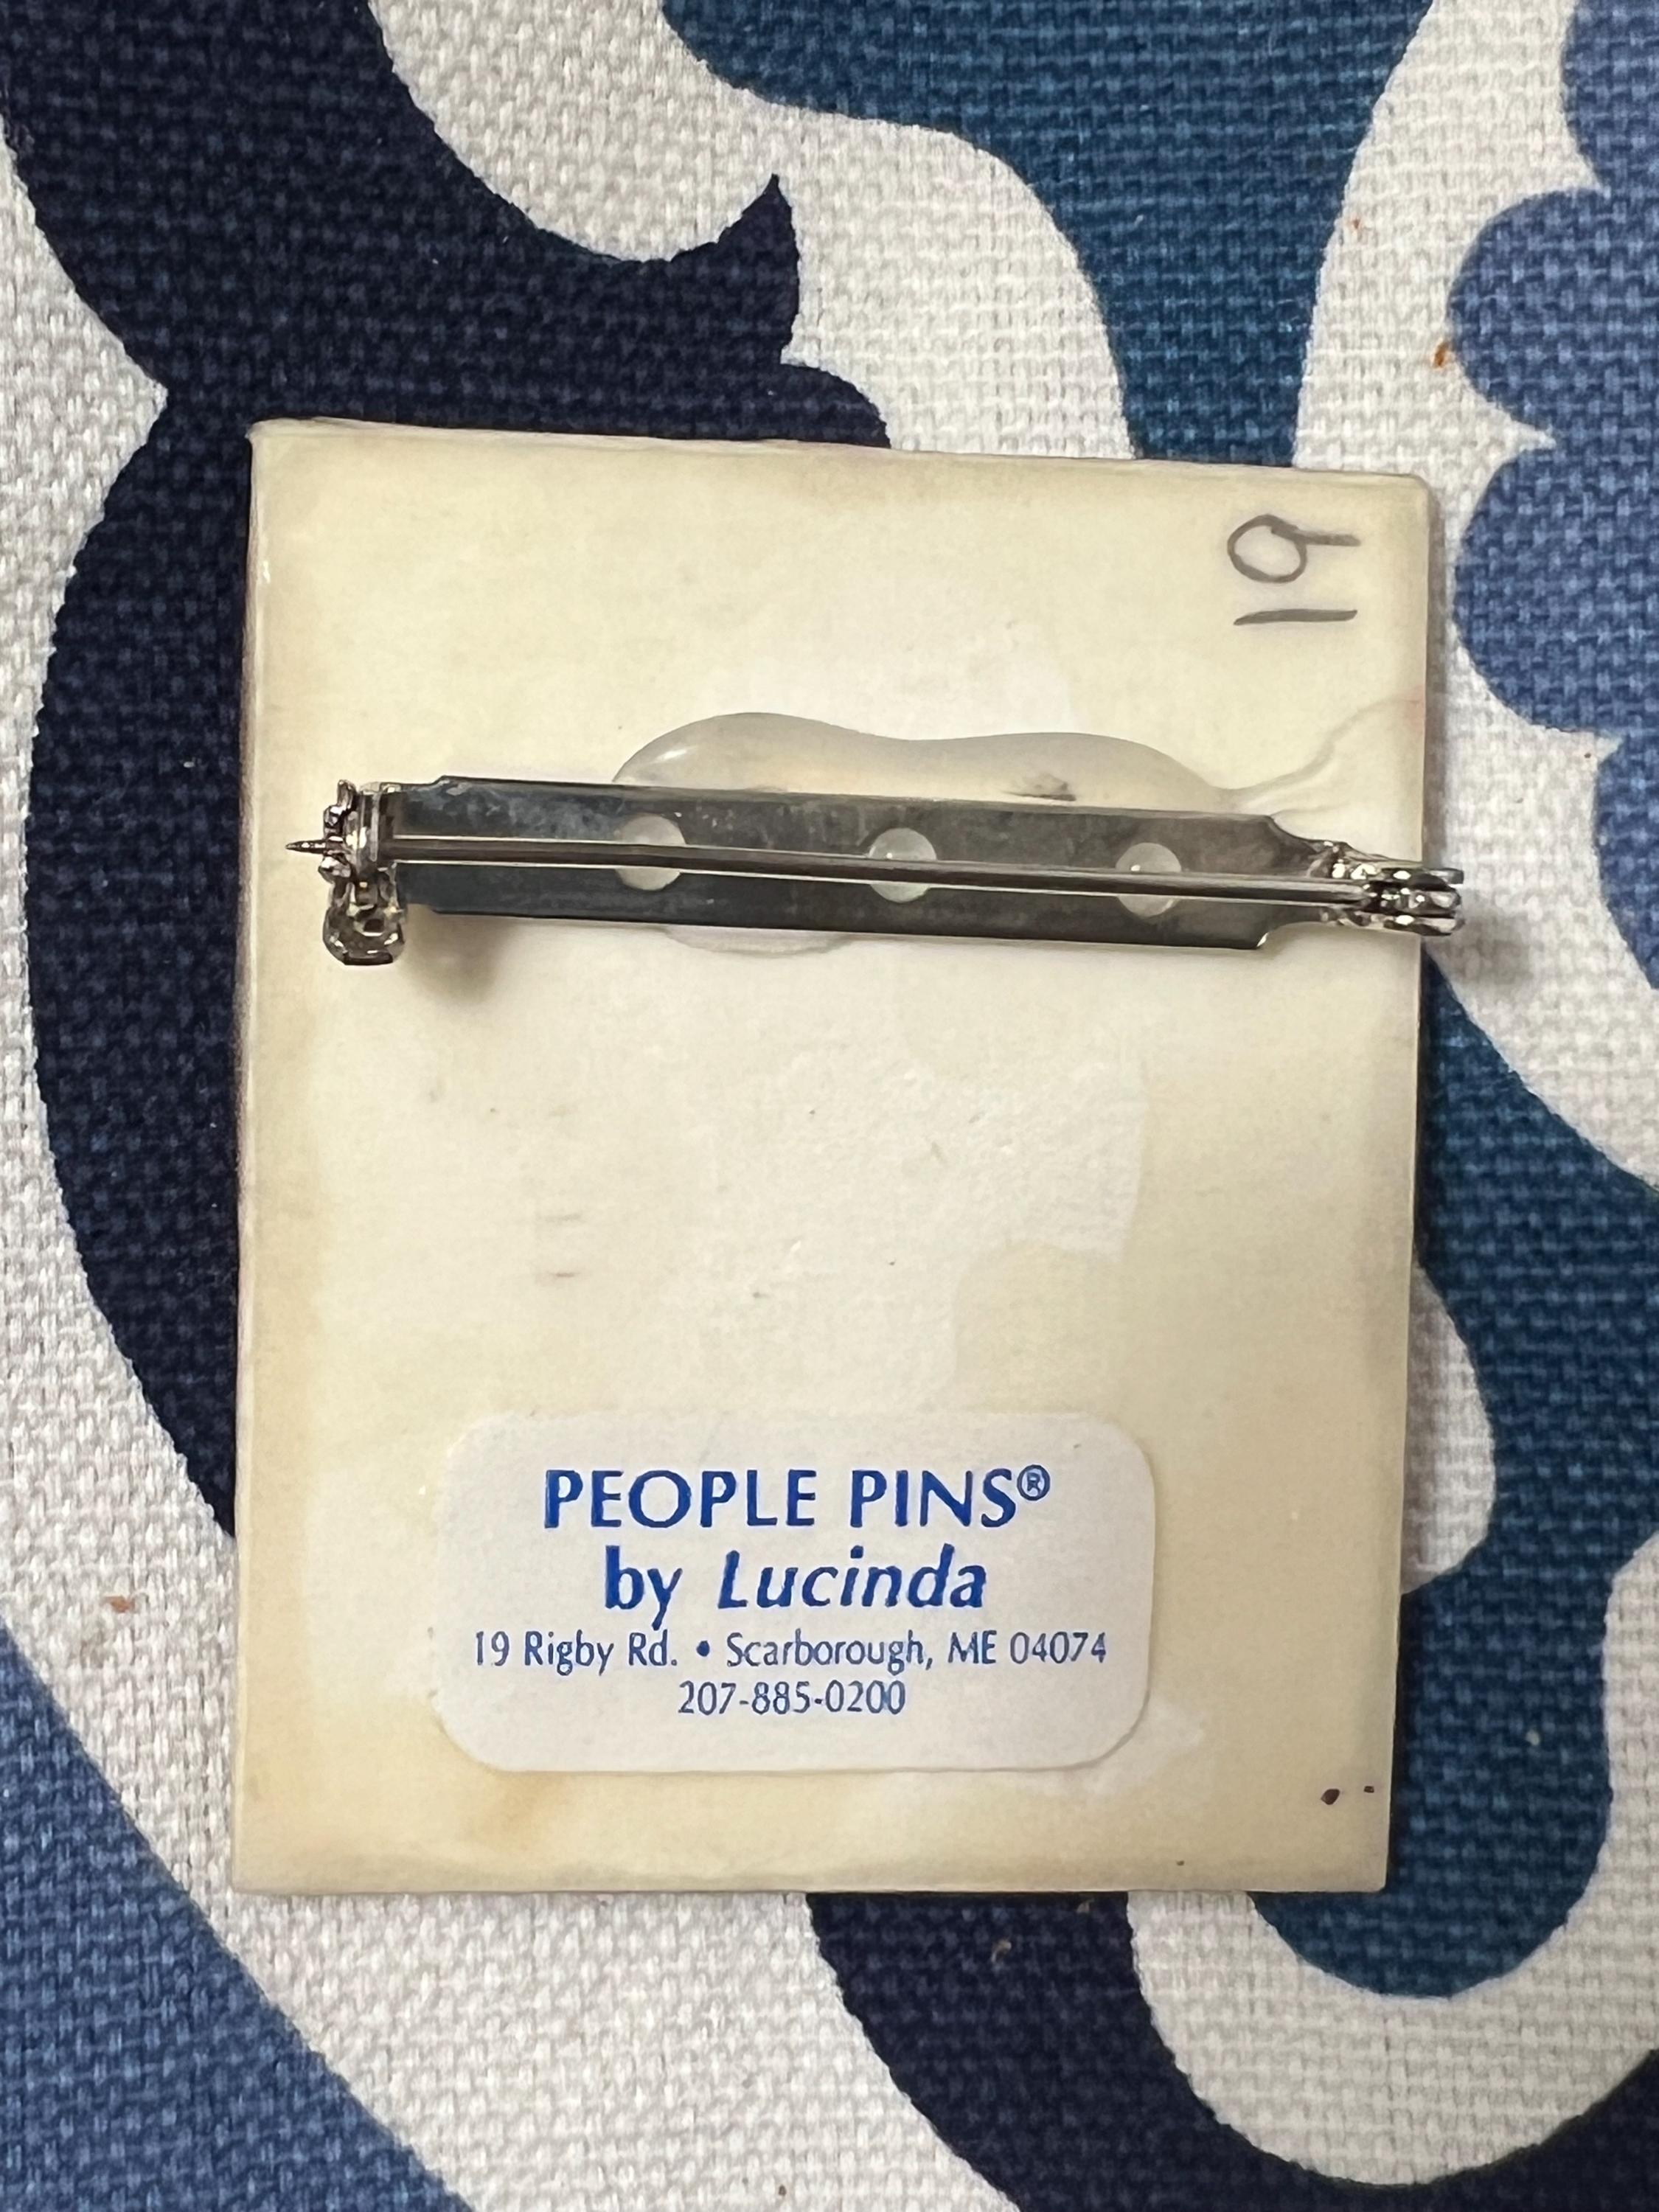 19
PEOPLE PINS®
by Lucinda
19 Rigby Rd. • Scarborough, ME 04074
207-885-0200